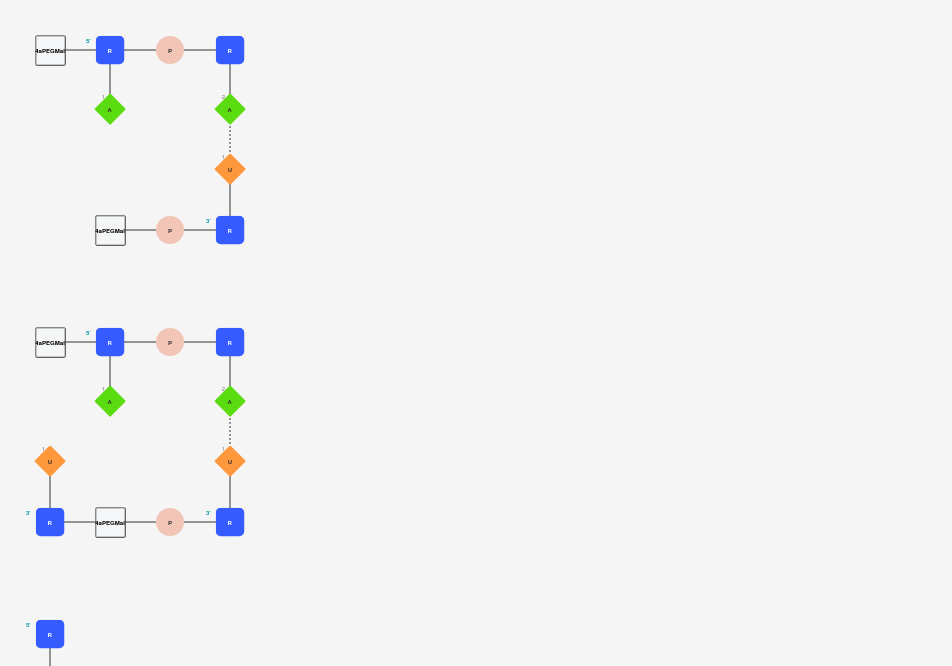 5'
4aPEGMal R P R
1 2
A A
1
U
3'
4aPEGMal P R
5'
4aPEGMal R P R
1 2
A A
1 1
U U
3' 3'
R 4aPEGMal P R
5'
R